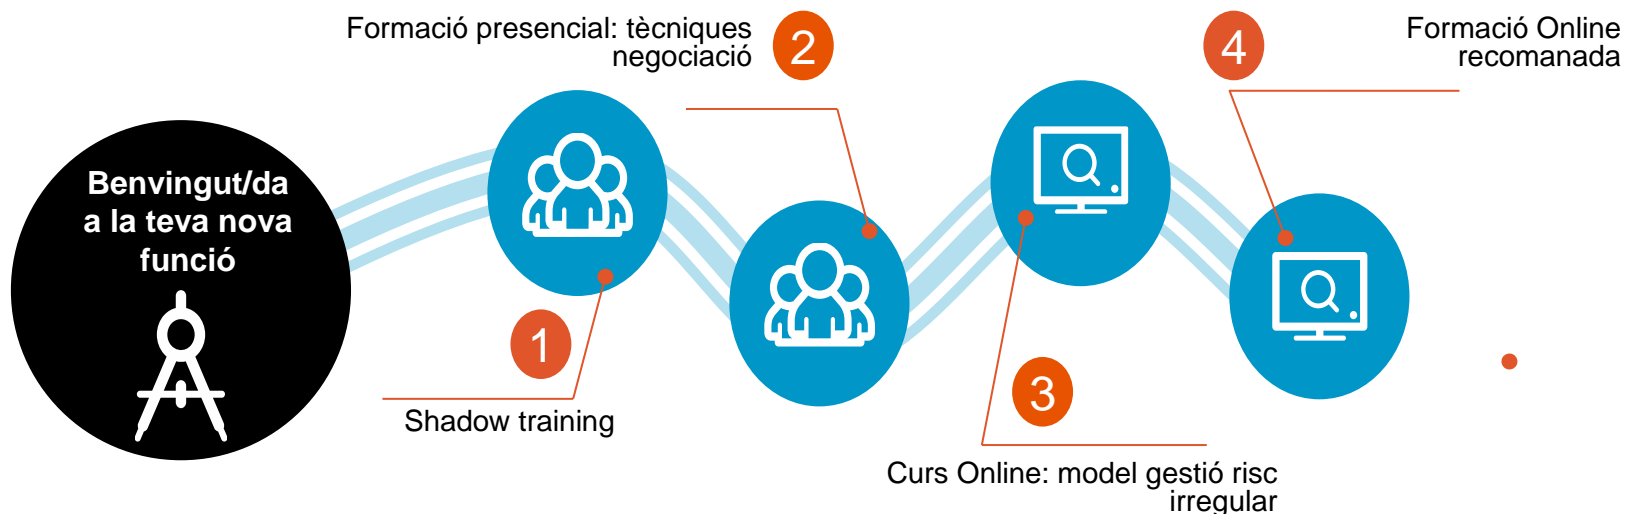 Benvingut/da
a la teva nova
funció
1
Shadow training
Formació presencial: tècniques
negociació
2
3
Curs Online: model gestió risc
irregular
4
Formació Online
recomanada